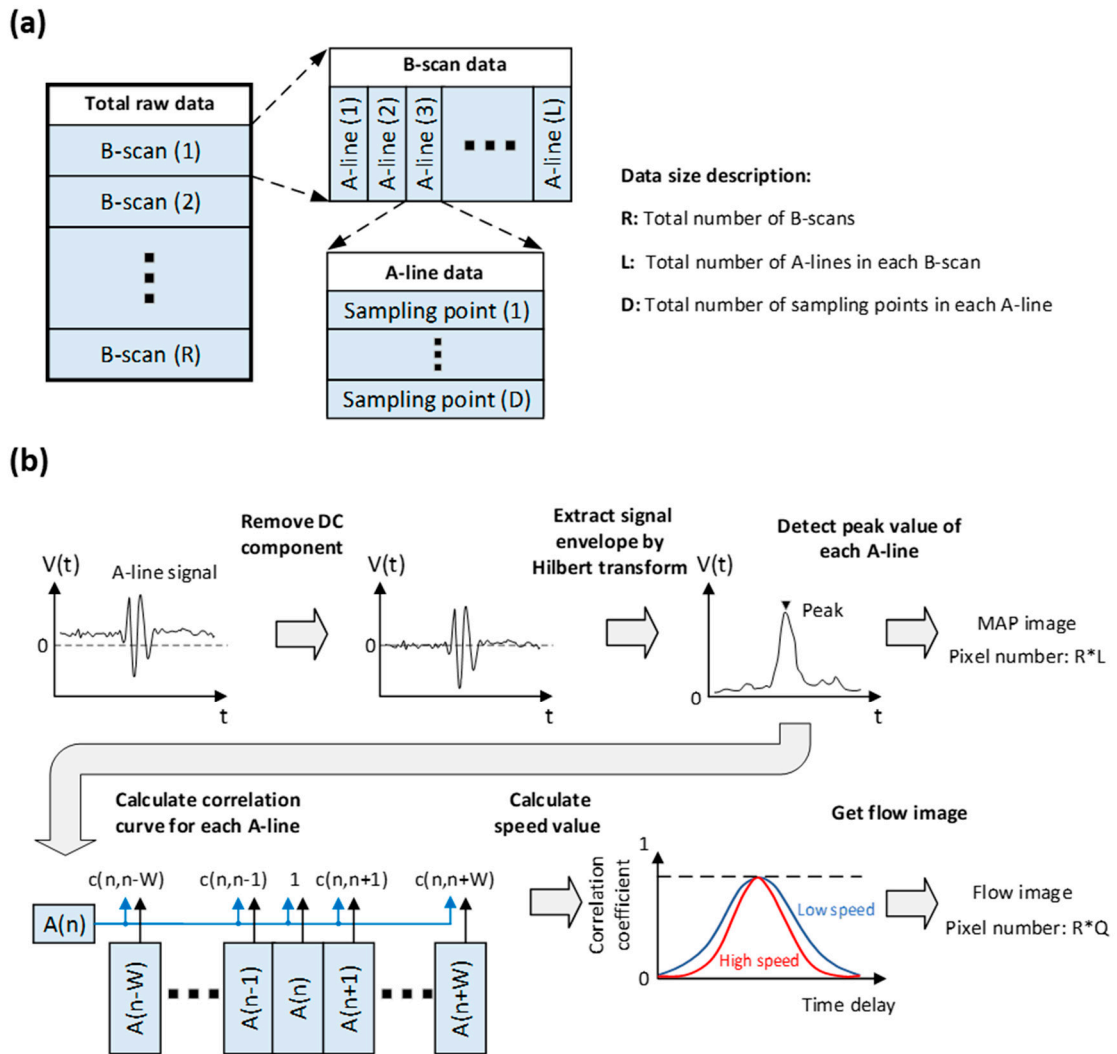 (a)
Total raw data
B-scan (1)
B-scan (2)
B-scan (R)
B-scan data
A-line (1)
A-line (2)
A-line (3)
A-line (L)
A-line data
Sampling point (1)
Sampling point (D)
Data size description:
R: Total number of B-scans
L: Total number of A-lines in each B-scan
D: Total number of sampling points in each A-line
(b)
V(t)
A-line signal
0
t
Remove DC
component
V(t)
0
t
Extract signal
envelope by
Hilbert transform
V(t)
Peak
0
t
Detect peak value of
each A-line
MAP image
Pixel number: R*L
Calculate correlation
curve for each A-line
c(n,n-W)
c(n,n-1)
1
c(n,n+1)
c(n,n+W)
A(n)
A(n-W)
A(n-1)
A(n)
A(n+1)
A(n+W)
Calculate
speed value
Get flow image
Correlation
coefficient
1
0
Low speed
High speed
Time delay
Flow image
Pixel number: R*Q